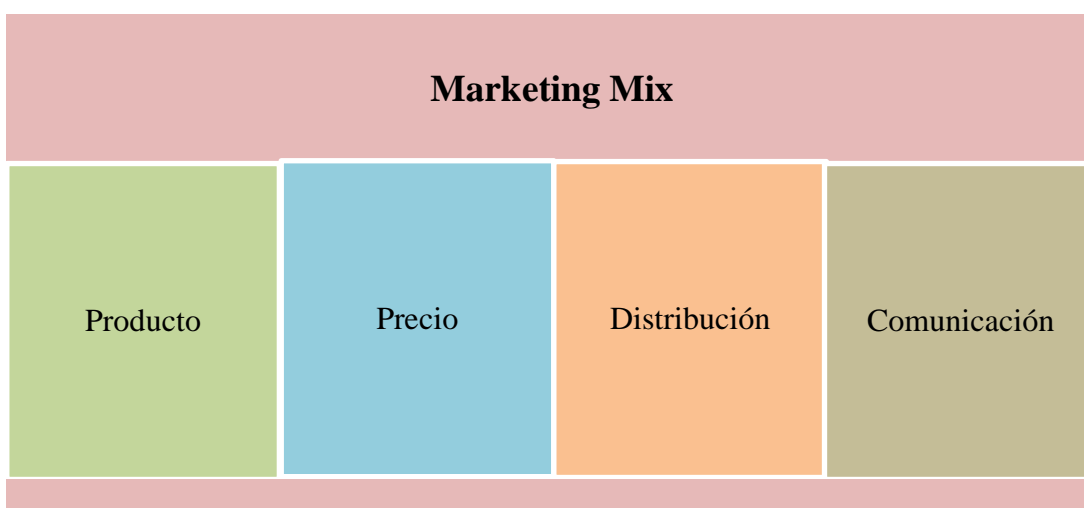 Marketing Mix
Producto
Precio
Distribución
Comunicación